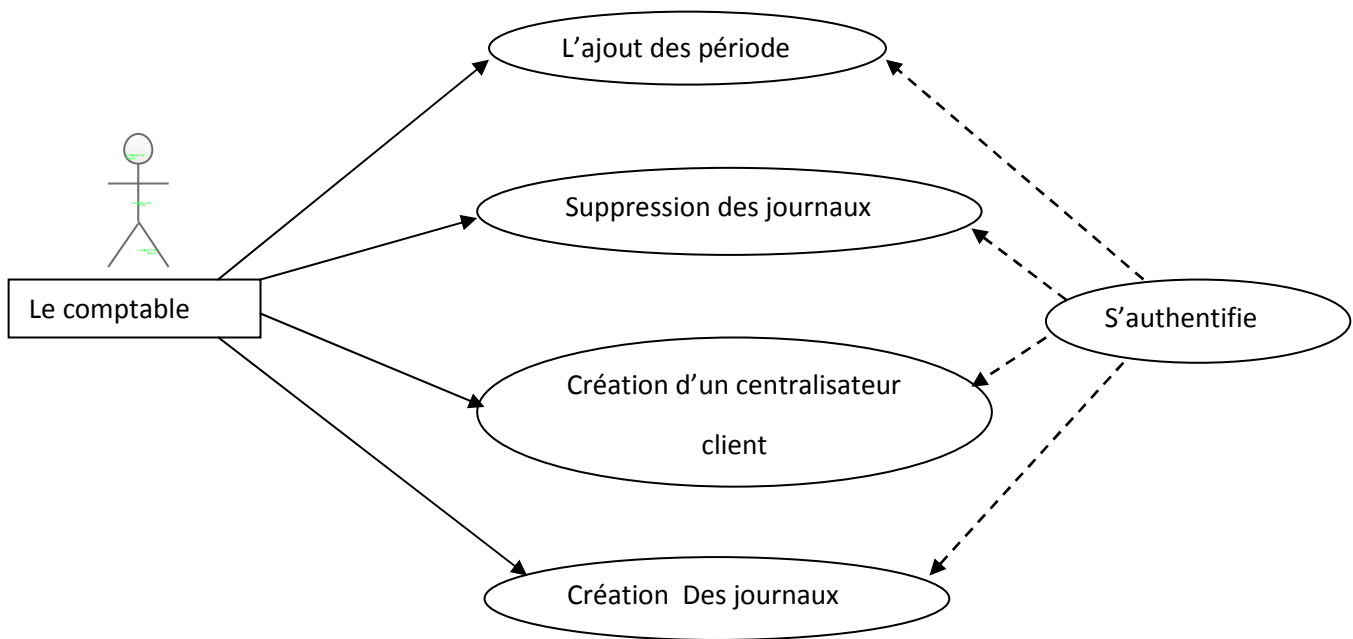 L’ajout des période
Suppression des journaux
Le comptable
S’authentifie
Création d’un centralisateur
client
Création Des journaux